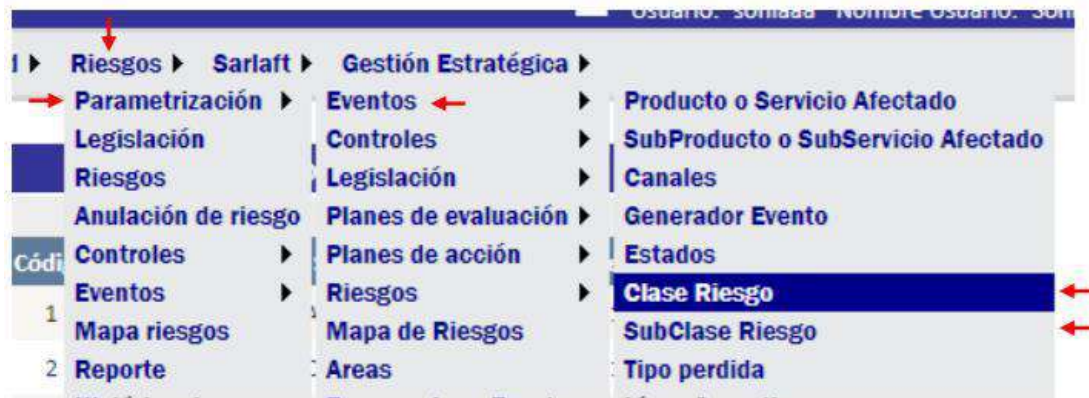 Usuario: soniaaa Nombre Usuario:
Riesgos Sarlaft Gestión Estratégica
Parametrización Eventos Producto o Servicio Afectado
Legislación Controles SubProducto o SubServicio Afectado
Riesgos Legislación Canales
Anulación de riesgo Planes de evaluación Generador Evento
Controles Planes de acción Estados
Eventos Riesgos Clase Riesgo
1 Mapa riesgos Mapa de Riesgos SubClase Riesgo
2 Reporte Areas Tipo perdida